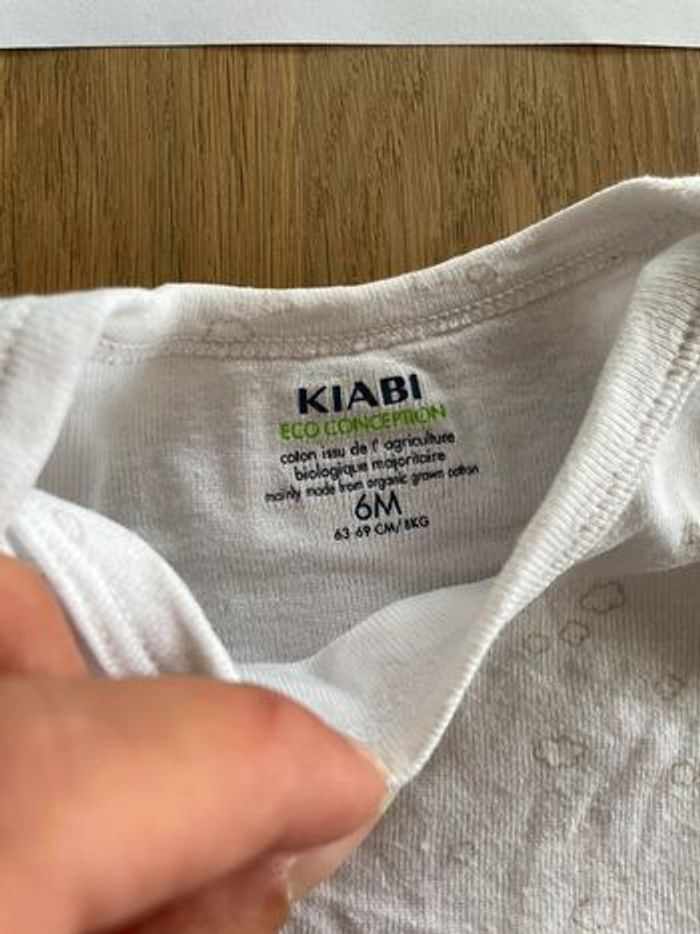 KIABI
ECO CONCEPTION
coton issu de l' agriculture
biologique majoritaire
mainly made from organic grown cotton
6M
63-69 CM/8KG